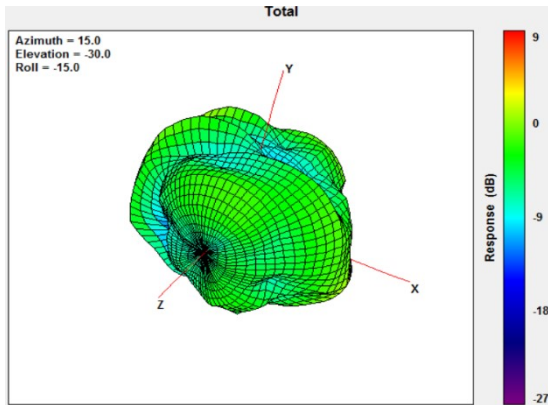 Total
Azimuth = 15.0
Elevation = -30.0
Roll = -15.0
Y
X
Z
9
0
-9
-18
-27
Response (dB)